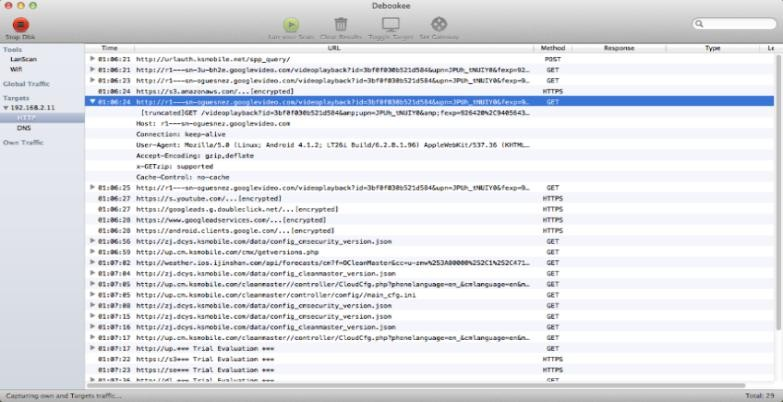 Debookee
Stop Dbk
Lan your Scan Clear Results Toggle Target Set Gateway
Tools
LanScan
Wifi
Global Traffic
Targets
192.168.2.11
HTTP
DNS
Own Traffic
Time URL Method Response Type Le
01:06:21 http://urlauth.ksmobile.net/spp_query/ POST
01:06:21 http://r1---sn-3u-bh2e.googlevideo.com/videoplayback?id=3bf0f030b521d584&upn=JPUh_tNUIY0&fexp=92... GET
01:06:23 http://r1---sn-oguesnez.googlevideo.com/videoplayback?id=3bf0f030b521d584&upn=JPUh_tNUIY0&fexp=9... GET
01:06:24 https://s3.amazonaws.com/...[encrypted] HTTPS
01:06:24 http://r1---sn-oguesnez.googlevideo.com/videoplayback?id=3bf0f030b521d584&upn=JPUh_tNUIY0&fexp=9... GET
[truncated]GET /videoplayback?id=3bf0f030b521d584&amp;upn=JPUh_tNUIY0&amp;fexp=926420%2C9405643...
Host: r1---sn-oguesnez.googlevideo.com
Connection: keep-alive
User-Agent: Mozilla/5.0 (Linux; Android 4.1.2; LT26i Build/6.2.B.1.96) AppleWebKit/537.36 (KHTML...
Accept-Encoding: gzip,deflate
x-GETzip: supported
Cache-Control: no-cache
01:06:25 http://r1---sn-oguesnez.googlevideo.com/videoplayback?id=3bf0f030b521d584&upn=JPUh_tNUIY0&fexp=9... GET
01:06:27 https://s.youtube.com/...[encrypted] HTTPS
01:06:27 https://googleads.g.doubleclick.net/...[encrypted] HTTPS
01:06:28 https://www.googleadservices.com/...[encrypted] HTTPS
01:06:28 https://android.clients.google.com/...[encrypted] HTTPS
01:06:56 http://zj.dcys.ksmobile.com/data/config_cmsecurity_version.json GET
01:06:59 http://up.cm.ksmobile.com/cmw/getversions.php GET
01:07:02 http://weather.ios.ijinshan.com/api/forecasts/cm?f=OCleanMaster&cc=u-zmw%253A80000%252C1%252C471... GET
01:07:04 http://zj.dcys.ksmobile.com/data/config_cleanmaster_version.json GET
01:07:05 http://up.cm.ksmobile.com/cleanmaster//controller/CloudCfg.php?phonelanguage=en_&cmlanguage=en&m... GET
01:07:05 http://up.cm.ksmobile.com/cleanmaster/controller/config//main_cfg.ini GET
01:07:08 http://zj.dcys.ksmobile.com/data/config_cmsecurity_version.json GET
01:07:15 http://zj.dcys.ksmobile.com/data/config_cmsecurity_version.json GET
01:07:16 http://zj.dcys.ksmobile.com/data/config_cleanmaster_version.json GET
01:07:17 http://up.cm.ksmobile.com/cleanmaster//controller/CloudCfg.php?phonelanguage=en_&cmlanguage=en&m... GET
01:07:17 http://up.*** Trial Evaluation *** GET
01:07:22 https://s3*** Trial Evaluation *** HTTPS
01:07:23 https://se*** Trial Evaluation *** HTTPS
01:07:36 http://dl.*** Trial Evaluation *** GET
Capturing own and Targets traffic... Total: 29